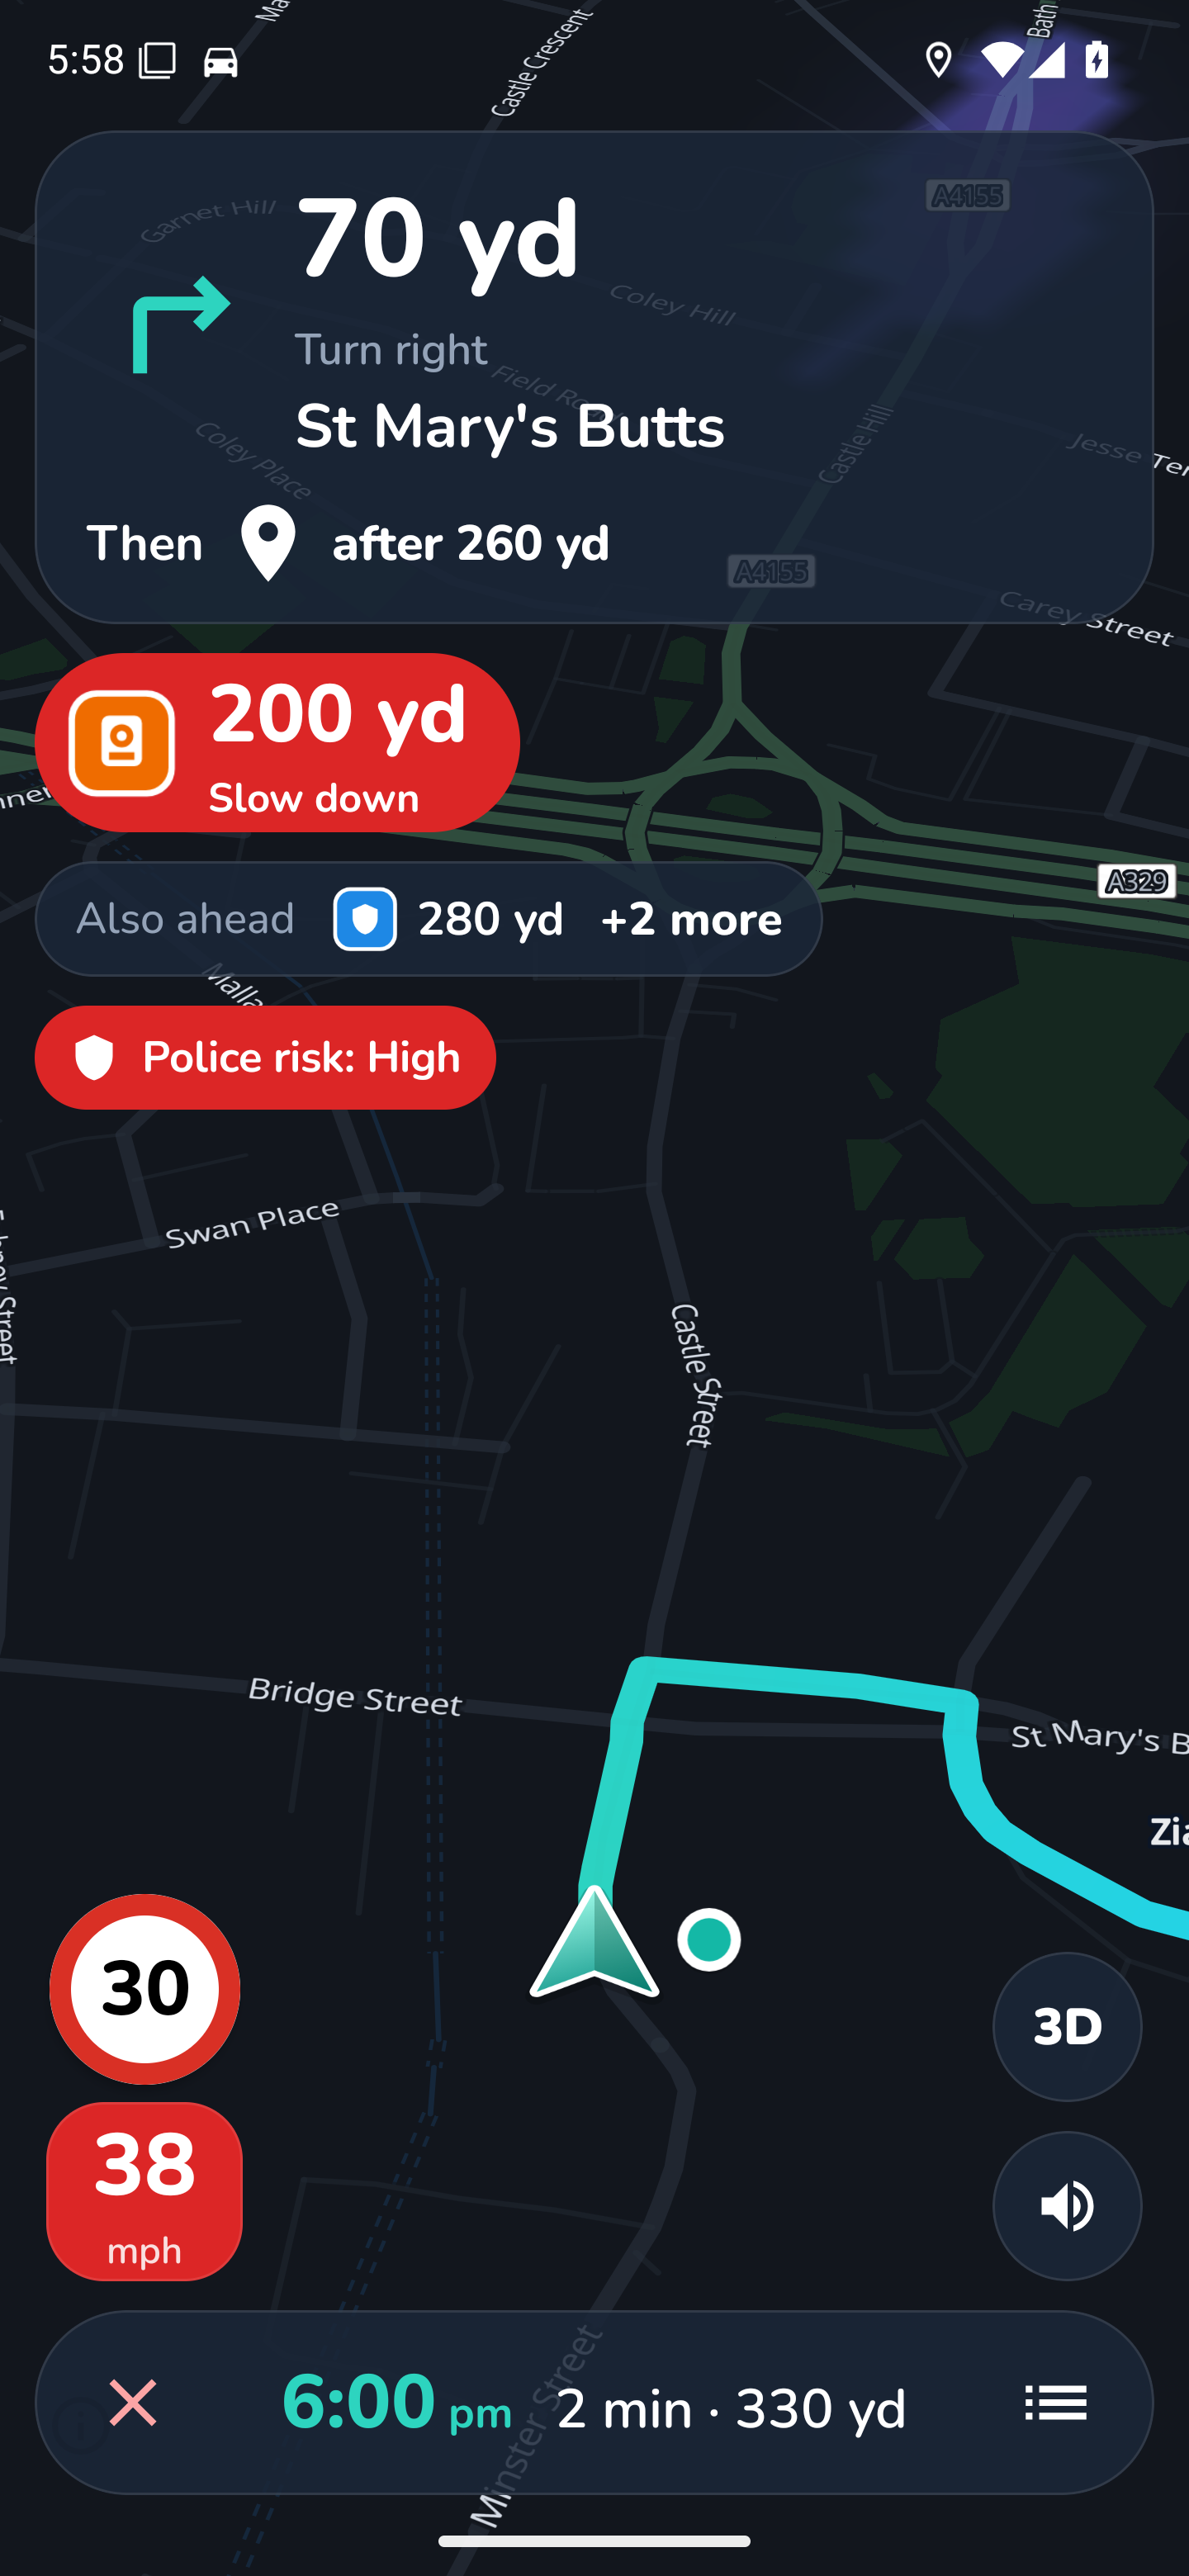 5:58
Castle Crescent
Bath
A4155
Garnet Hill
70 yd
Coley Hill
Turn right
Field Road
St Mary's Butts
Coley Place
Castle Hill
Jesse Ter
Then after 260 yd
A4155
Carey Street
200 yd
Slow down
A329
Also ahead 280 yd +2 more
Malla
Police risk: High
Swan Place
Castle Street
Bridge Street
St Mary's B
Zia
30
3D
38
mph
6:00 pm 2 min · 330 yd
Minster Street